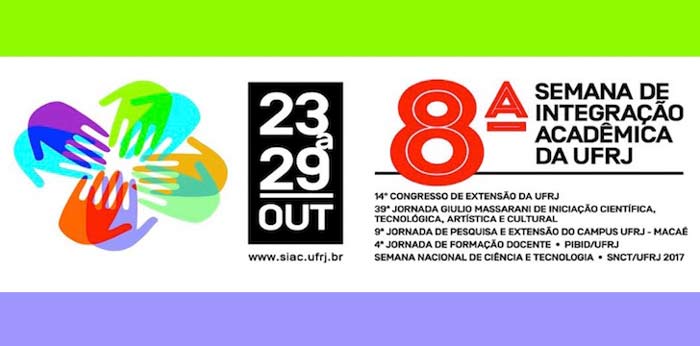 23
a
29
OUT
www.siac.ufrj.br
8ª
SEMANA DE
INTEGRAÇÃO
ACADÊMICA
DA UFRJ
14º CONGRESSO DE EXTENSÃO DA UFRJ
39ª JORNADA GIULIO MASSARANI DE INICIAÇÃO CIENTÍFICA,
TECNOLÓGICA, ARTÍSTICA E CULTURAL
9ª JORNADA DE PESQUISA E EXTENSÃO DO CAMPUS UFRJ - MACAÉ
4ª JORNADA DE FORMAÇÃO DOCENTE • PIBID/UFRJ
SEMANA NACIONAL DE CIÊNCIA E TECNOLOGIA • SNCT/UFRJ 2017